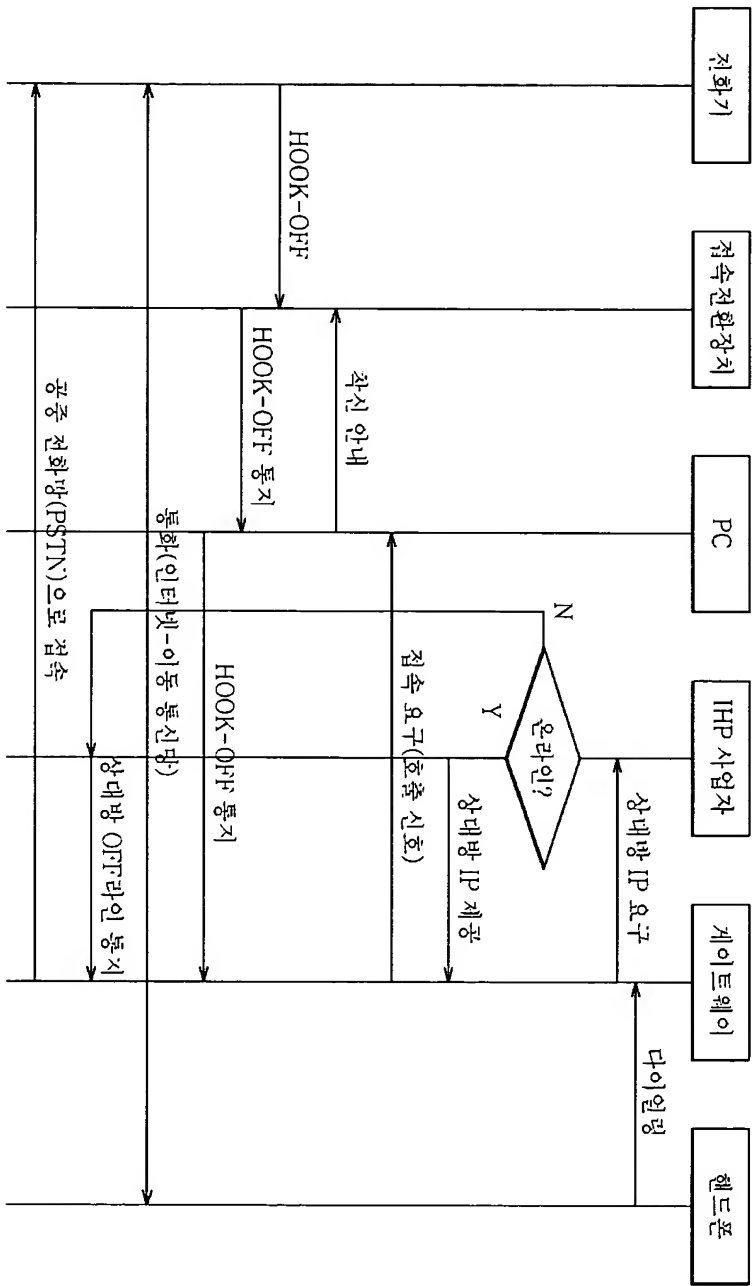 전화기
접속전환장치
PC
IHP 사업자
게이트웨이
핸드폰
다이얼링
상대방 IP 요구
온라인?
N
Y
상대방 IP 제공
접속 요구(호출 신호)
착신 안내
HOOK-OFF
HOOK-OFF 통지
HOOK-OFF 통지
통화(인터넷-이동 통신망)
상대방 OFF라인 통지
공중 전화망(PSTN)으로 접속